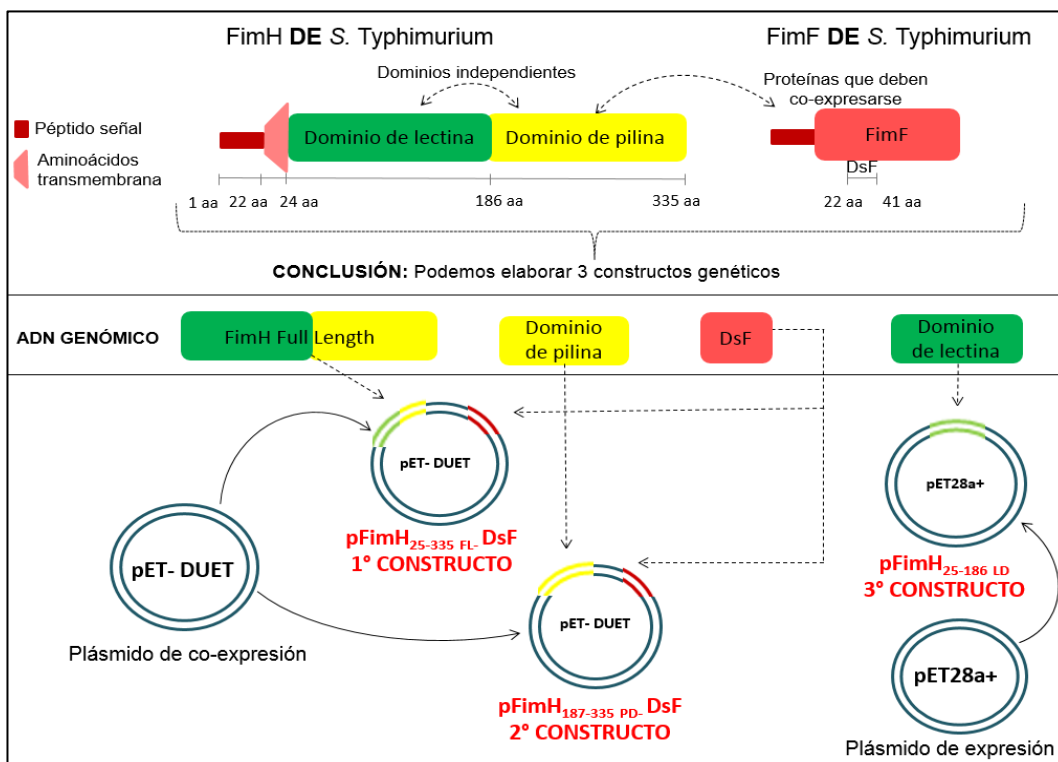 FimH DE S. Typhimurium
FimF DE S. Typhimurium
Dominios independientes
Proteínas que deben
co-expresarse
Péptido señal
Aminoácidos
transmembrana
Dominio de lectina
Dominio de pilina
FimF
DsF
1 aa
22 aa
24 aa
186 aa
335 aa
22 aa
41 aa
CONCLUSIÓN: Podemos elaborar 3 constructos genéticos
ADN GENÓMICO
FimH Full Length
Dominio
de pilina
DsF
Dominio
de lectina
pET- DUET
pFimH25-335 FL- DsF
1° CONSTRUCTO
pET28a+
pFimH25-186 LD
3° CONSTRUCTO
pET- DUET
Plásmido de co-expresión
pET- DUET
pFimH187-335 PD- DsF
2° CONSTRUCTO
pET28a+
Plásmido de expresión